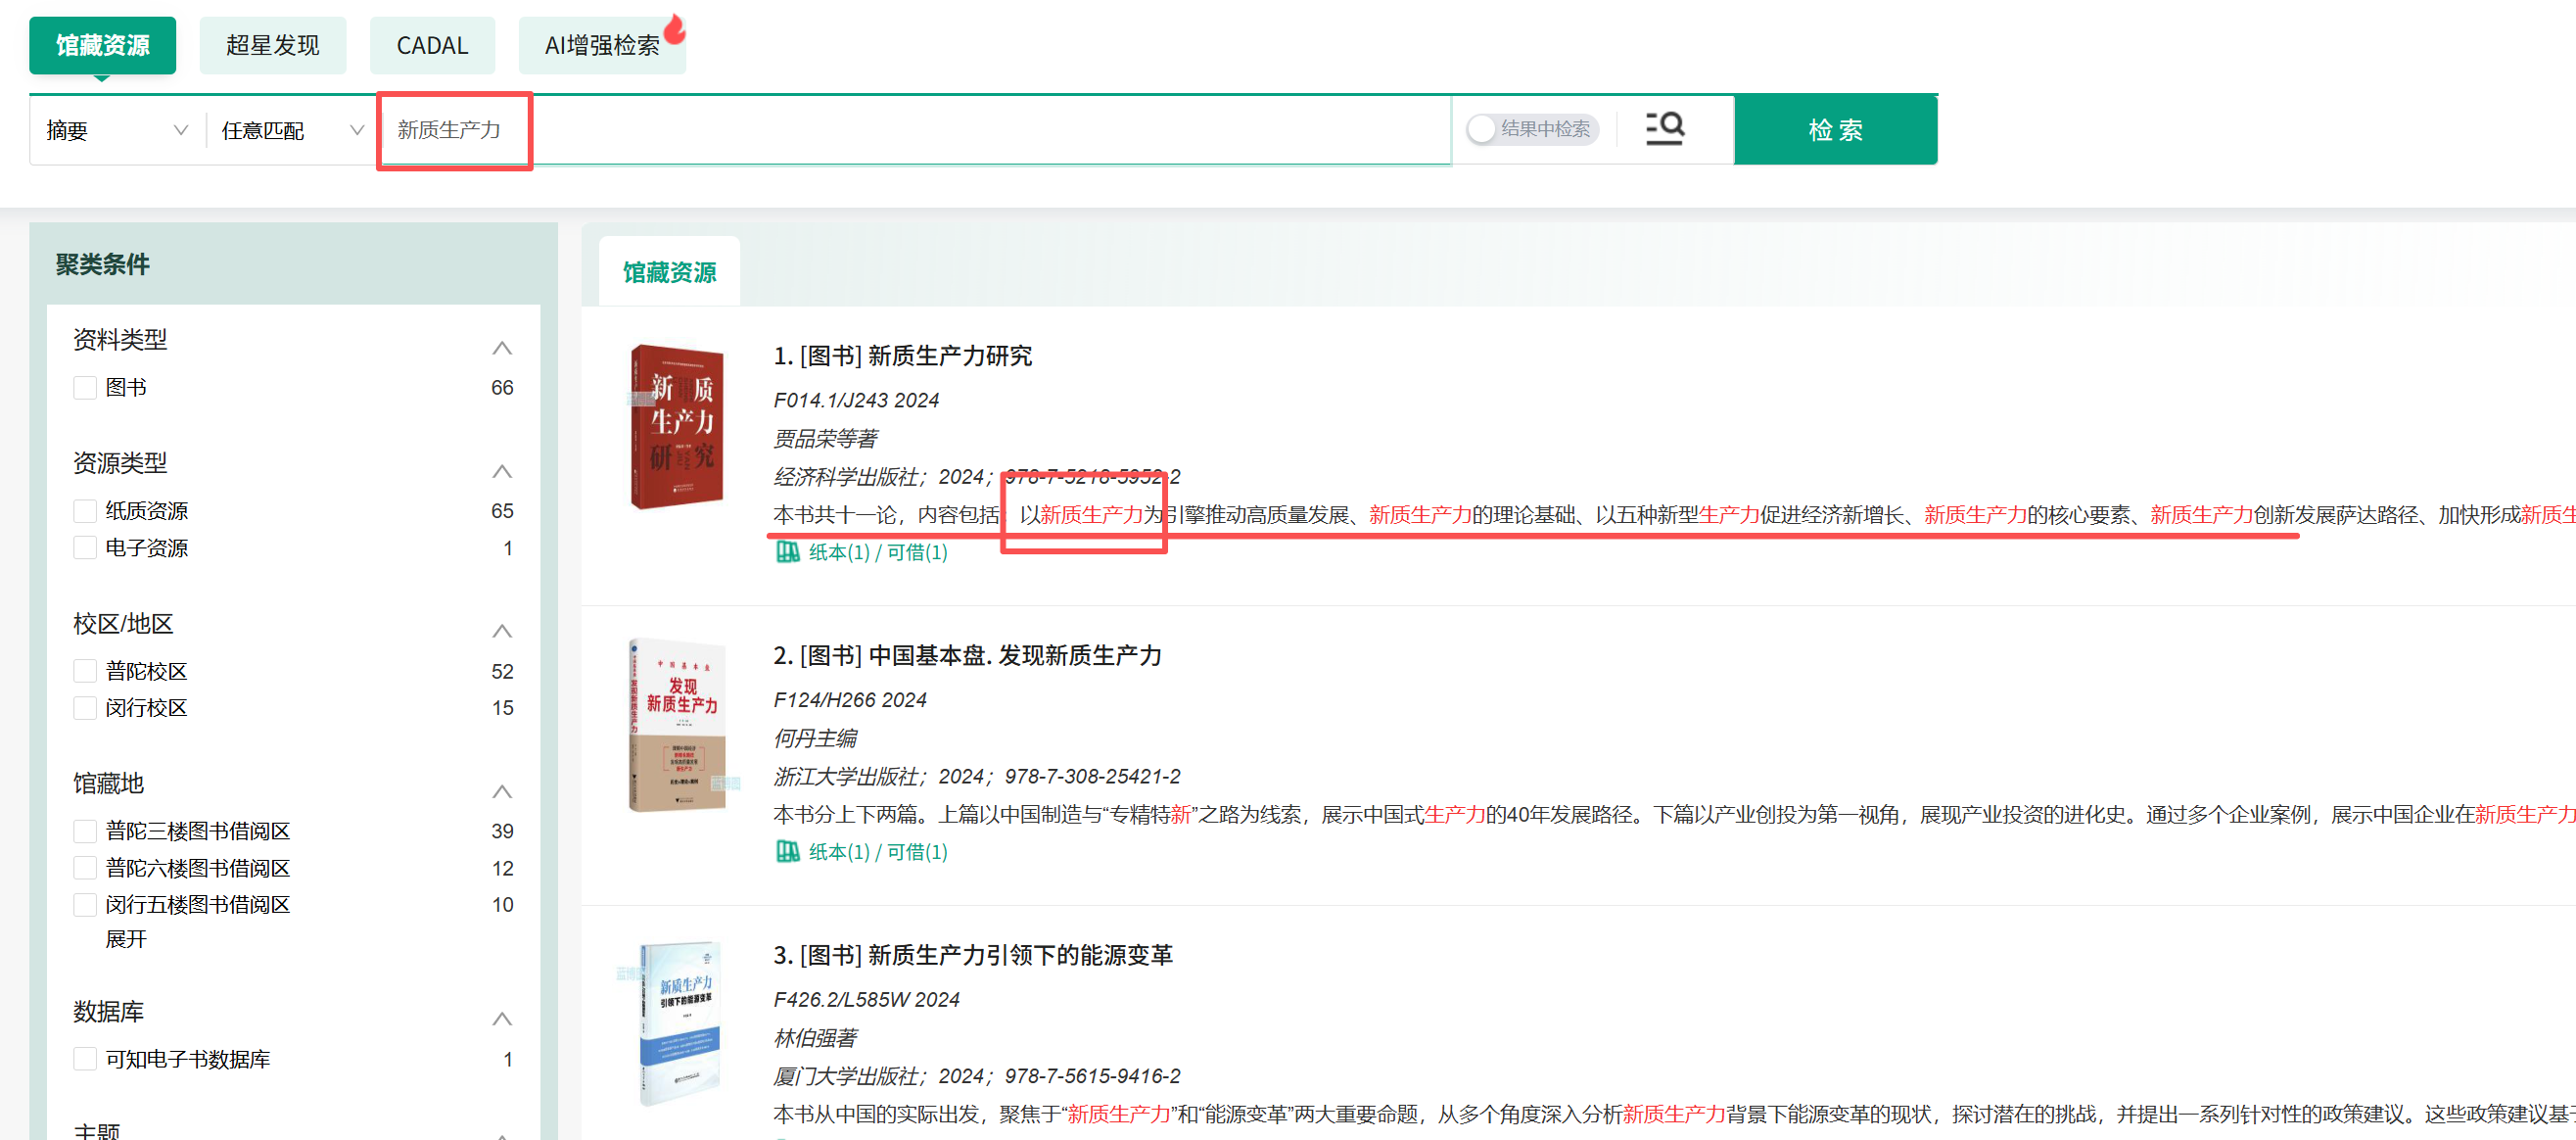 馆藏资源 超星发现 CADAL AI增强检索
摘要 任意匹配 新质生产力 结果中检索 检 索
聚类条件
资料类型
图书 66
资源类型
纸质资源 65
电子资源 1
校区/地区
普陀校区 52
闵行校区 15
馆藏地
普陀三楼图书借阅区 39
普陀六楼图书借阅区 12
闵行五楼图书借阅区 10
展开
数据库
可知电子书数据库 1
主题
馆藏资源
新质
生产力
研究
1. [图书] 新质生产力研究
F014.1/J243 2024
贾品荣等著
经济科学出版社；2024；978-7-5218-5952-2
本书共十一论，内容包括：以新质生产力为引擎推动高质量发展、新质生产力的理论基础、以五种新型生产力促进经济新增长、新质生产力的核心要素、新质生产力创新发展萨达路径、加快形成新质生
纸本(1) / 可借(1)
中国基本盘
发现
新质生产力
2. [图书] 中国基本盘. 发现新质生产力
F124/H266 2024
何丹主编
浙江大学出版社；2024；978-7-308-25421-2
本书分上下两篇。上篇以中国制造与“专精特新”之路为线索，展示中国式生产力的40年发展路径。下篇以产业创投为第一视角，展现产业投资的进化史。通过多个企业案例，展示中国企业在新质生产力
纸本(1) / 可借(1)
新质生产力
引领下的能源变革
3. [图书] 新质生产力引领下的能源变革
F426.2/L585W 2024
林伯强著
厦门大学出版社；2024；978-7-5615-9416-2
本书从中国的实际出发，聚焦于“新质生产力”和“能源变革”两大重要命题，从多个角度深入分析新质生产力背景下能源变革的现状，探讨潜在的挑战，并提出一系列针对性的政策建议。这些政策建议基于